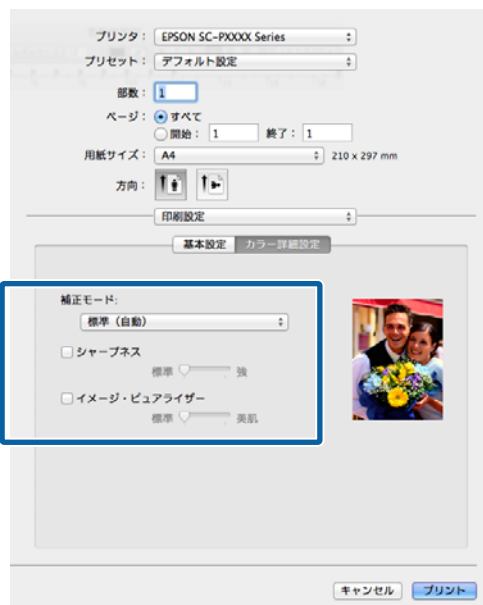 プリンタ： EPSON SC-PXXXX Series
プリセット： デフォルト設定
部数： 1
ページ： すべて
開始： 1 終了： 1
用紙サイズ： A4 210 x 297 mm
方向：
印刷設定
基本設定 カラー詳細設定
補正モード:
標準（自動）
シャープネス
標準 強
イメージ・ピュアライザー
標準 美肌
キャンセル プリント